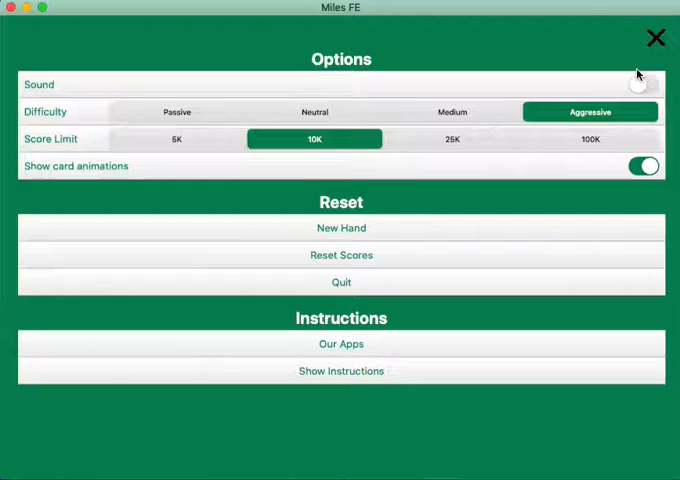 Miles FE
Options
Sound
Difficulty Passive Neutral Medium Aggressive
Score Limit 5K 10K 25K 100K
Show card animations
Reset
New Hand
Reset Scores
Quit
Instructions
Our Apps
Show Instructions